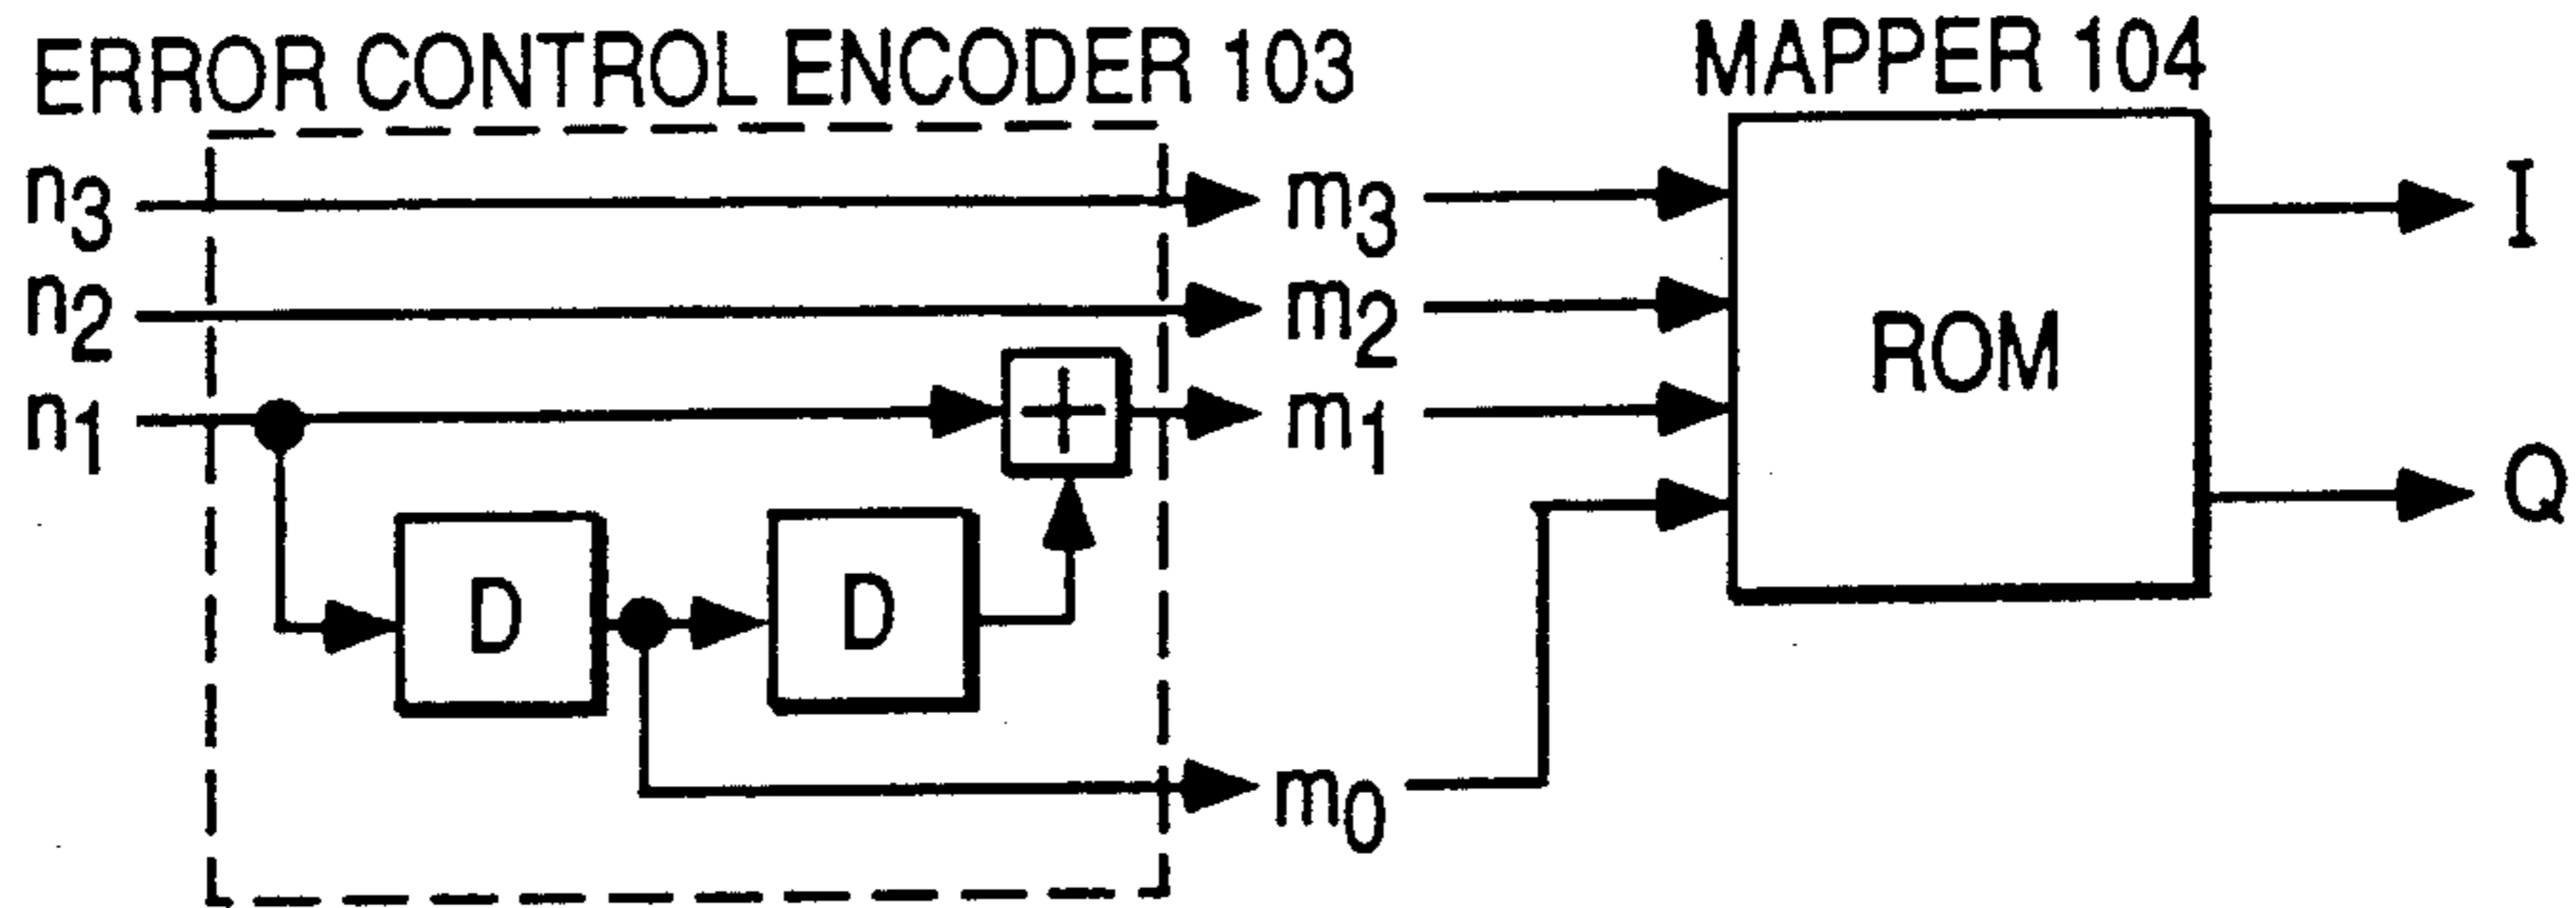 ERROR CONTROL ENCODER 103
MAPPER 104
n3
m3
I
n2
m2
ROM
n1
+
m1
Q
D
D
m0